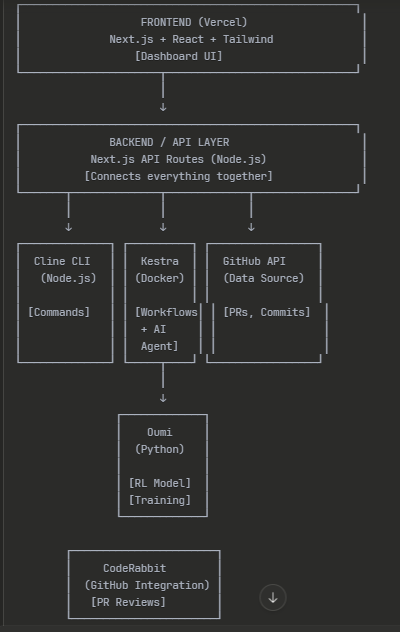 FRONTEND (Vercel)
Next.js + React + Tailwind
[Dashboard UI]
BACKEND / API LAYER
Next.js API Routes (Node.js)
[Connects everything together]
Cline CLI
(Node.js)
[Commands]
Kestra
(Docker)
[Workflows
+ AI
Agent]
GitHub API
(Data Source)
[PRs, Commits]
Oumi
(Python)
[RL Model]
[Training]
CodeRabbit
(GitHub Integration)
[PR Reviews]